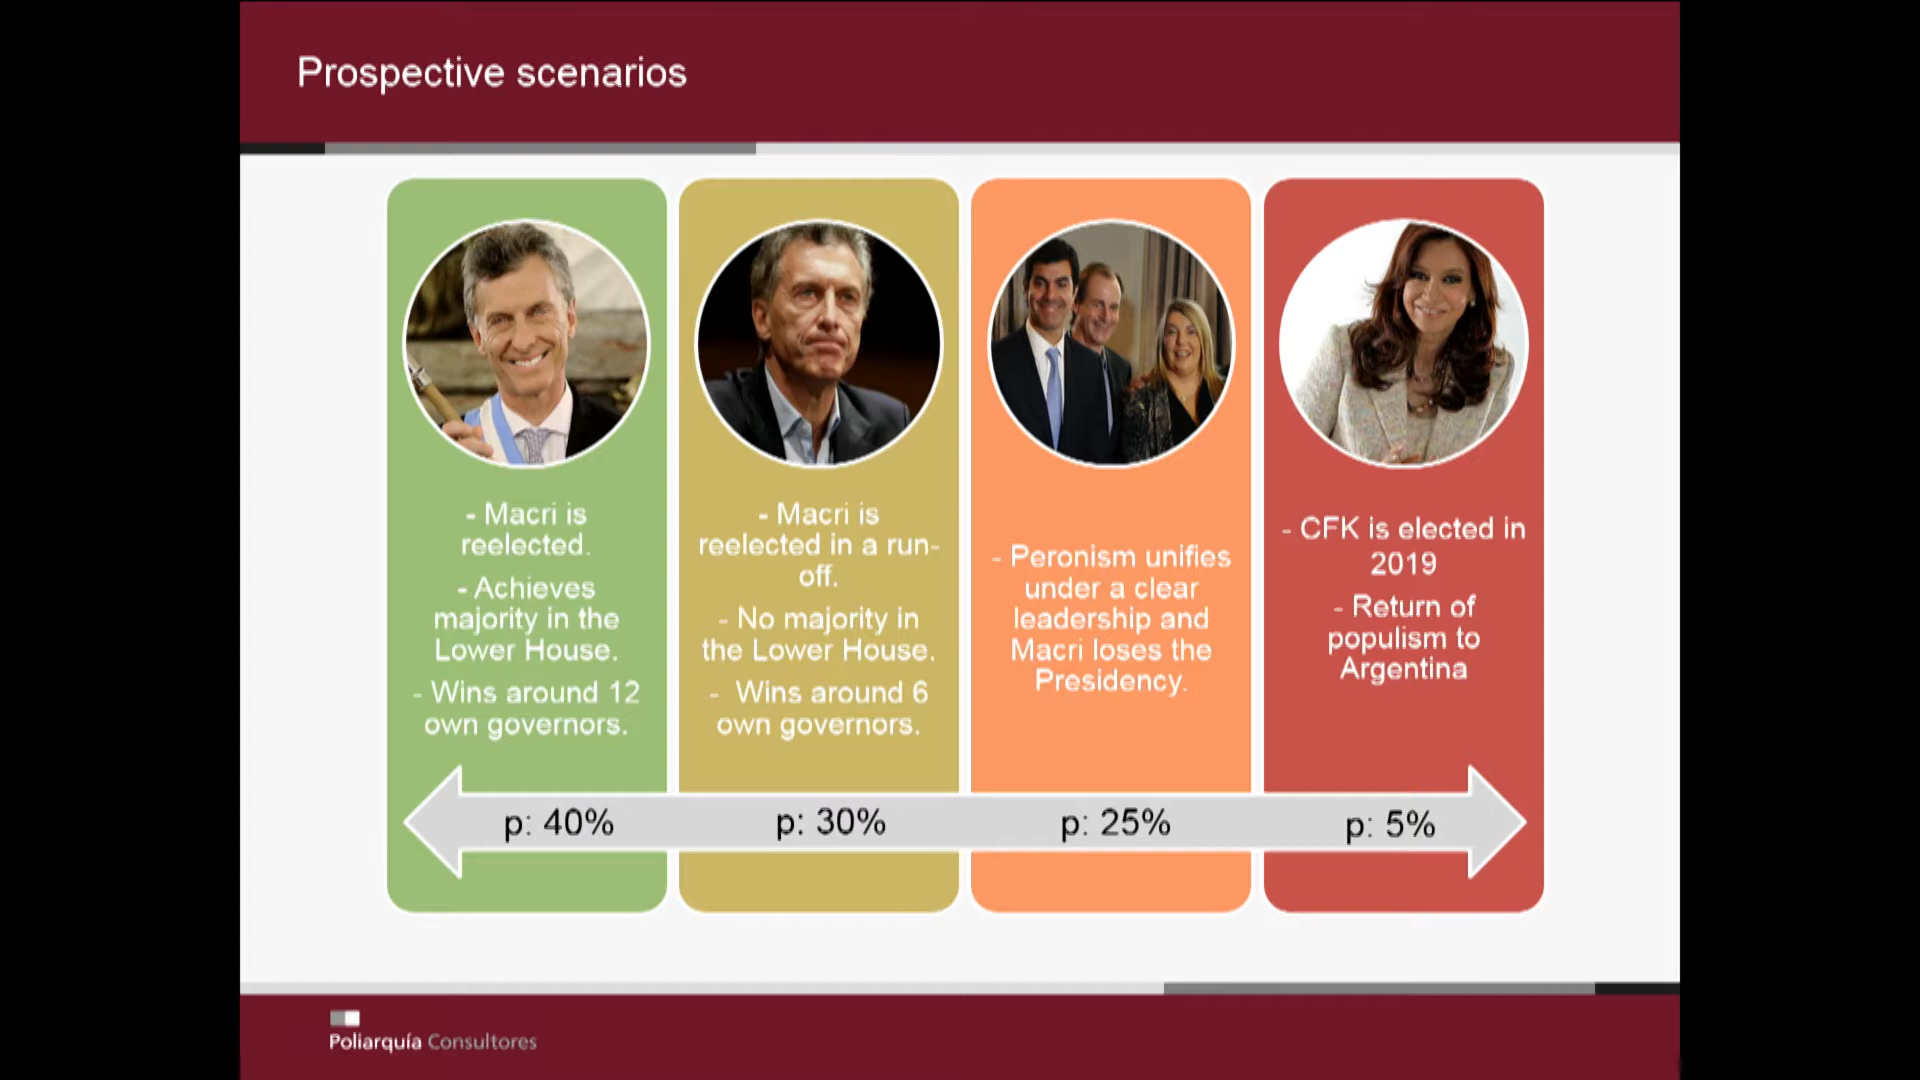 Prospective scenarios
- Macri is
reelected.
- Achieves
majority in the
Lower House.
- Wins around 12
own governors.
- Macri is
reelected in a run-
off.
- No majority in
the Lower House.
- Wins around 6
own governors.
- Peronism unifies
under a clear
leadership and
Macri loses the
Presidency.
- CFK is elected in
2019
- Return of
populism to
Argentina
p: 40%
p: 30%
p: 25%
p: 5%
Poliarquía Consultores